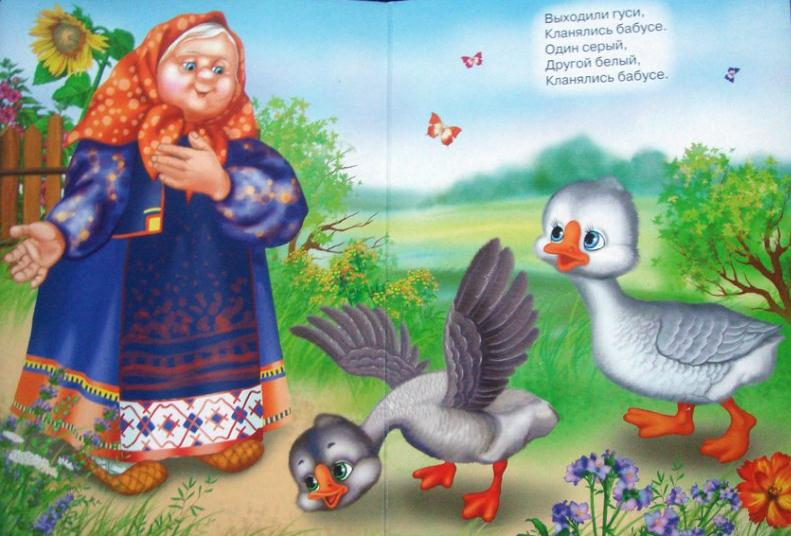 Выходили гуси,
Кланялись бабусе.
Один серый,
Другой белый,
Кланялись бабусе.